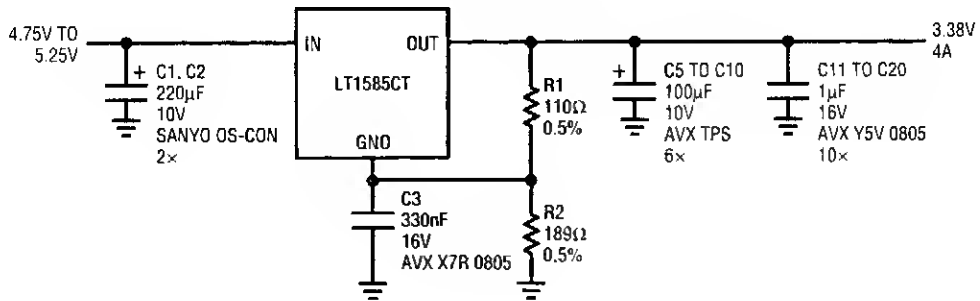 4.75V TO
5.25V
IN
OUT
LT1585CT
GND
+
C1, C2
220µF
10V
SANYO OS-CON
2×
C3
330nF
16V
AVX X7R 0805
R1
110Ω
0.5%
R2
189Ω
0.5%
+
C5 TO C10
100µF
10V
AVX TPS
6×
C11 TO C20
1µF
16V
AVX Y5V 0805
10×
3.38V
4A